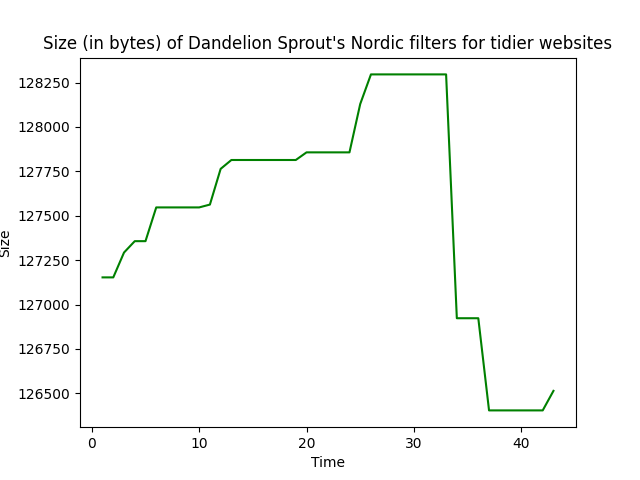 Size (in bytes) of Dandelion Sprout's Nordic filters for tidier websites
128250
128000
127750
127500
127250
127000
126750
126500
Size
0 10 20 30 40
Time